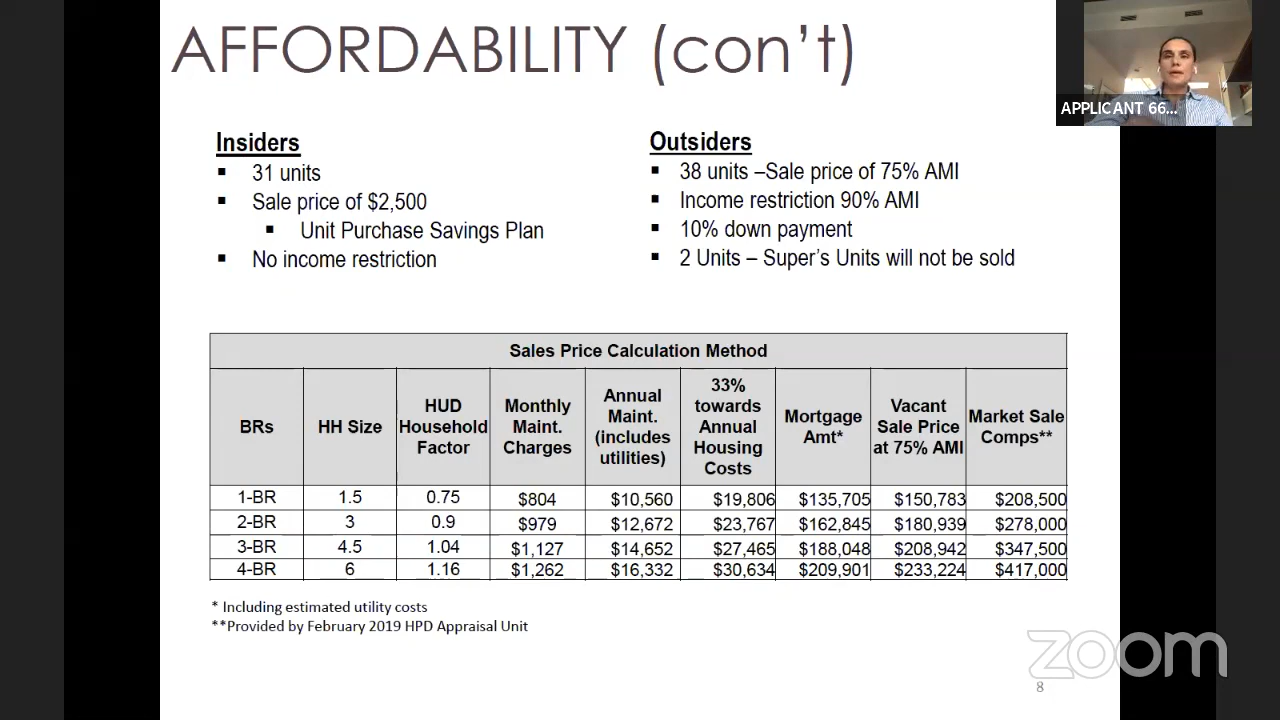 AFFORDABILITY (con’t)
APPLICANT 66...
Insiders
▪ 31 units
▪ Sale price of $2,500
▪ Unit Purchase Savings Plan
▪ No income restriction
Outsiders
▪ 38 units –Sale price of 75% AMI
▪ Income restriction 90% AMI
▪ 10% down payment
▪ 2 Units – Super’s Units will not be sold
Sales Price Calculation Method
BRs HH Size HUD Household Factor Monthly Maint. Charges Annual Maint. (includes utilities) 33% towards Annual Housing Costs Mortgage Amt* Vacant Sale Price at 75% AMI Market Sale Comps**
1-BR 1.5 0.75 $804 $10,560 $19,806 $135,705 $150,783 $208,500
2-BR 3 0.9 $979 $12,672 $23,767 $162,845 $180,939 $278,000
3-BR 4.5 1.04 $1,127 $14,652 $27,465 $188,048 $208,942 $347,500
4-BR 6 1.16 $1,262 $16,332 $30,634 $209,901 $233,224 $417,000
* Including estimated utility costs
**Provided by February 2019 HPD Appraisal Unit
zoom
8